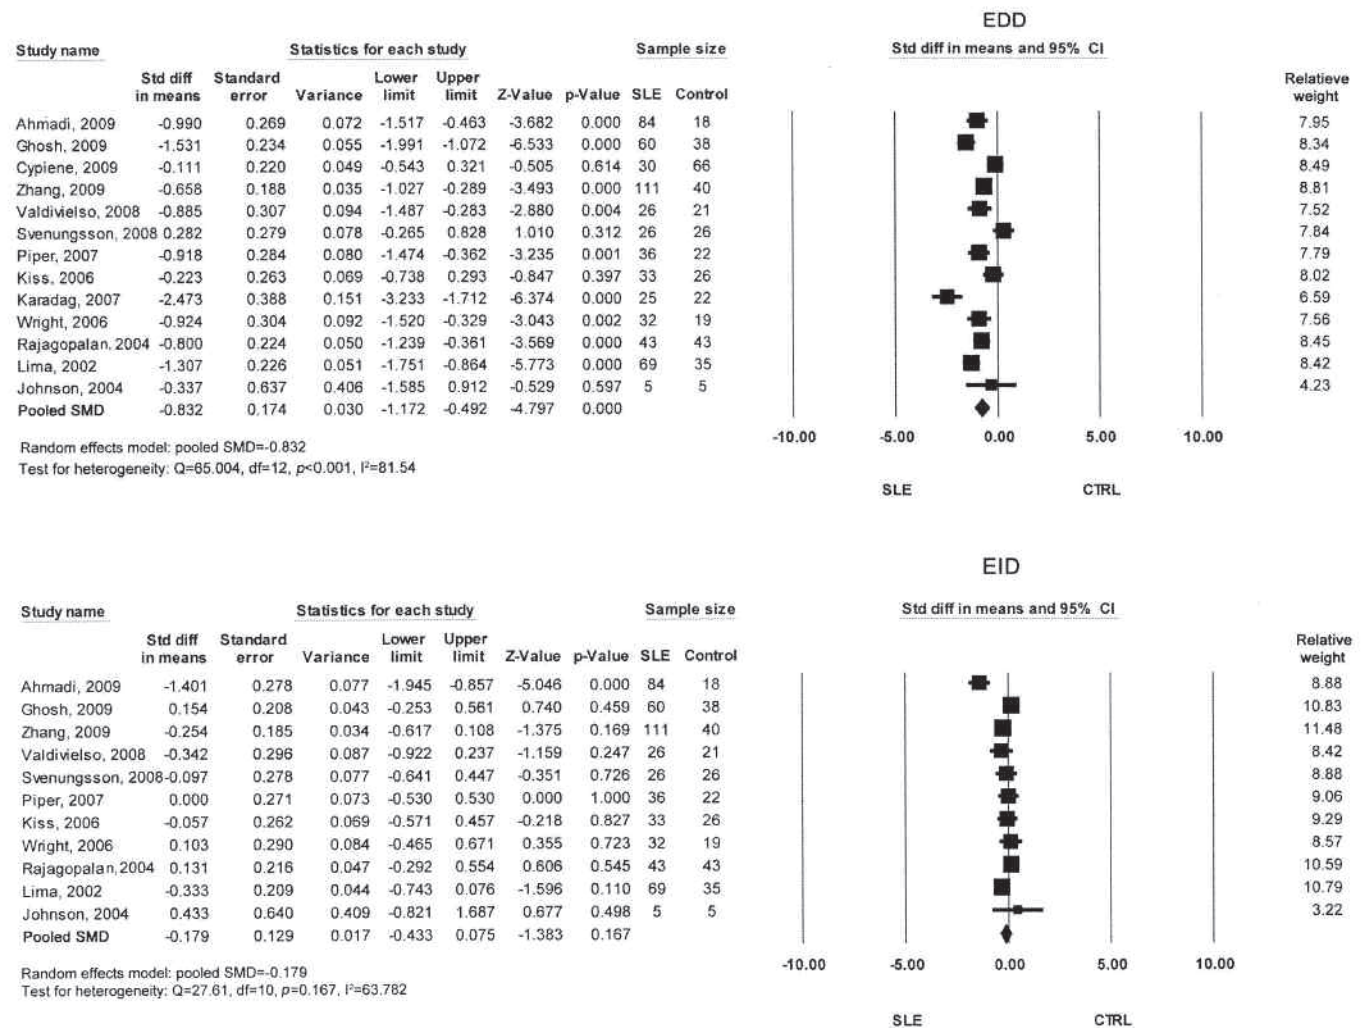 EDD
Study name Statistics for each study Sample size Std diff in means and 95% CI
Std diff in means Standard error Variance Lower limit Upper limit Z-Value p-Value SLE Control Relatieve weight
Ahmadi, 2009 -0.990 0.269 0.072 -1.517 -0.463 -3.682 0.000 84 18 7.95
Ghosh, 2009 -1.531 0.234 0.055 -1.991 -1.072 -6.533 0.000 60 38 8.34
Cypiene, 2009 -0.111 0.220 0.049 -0.543 0.321 -0.505 0.614 30 66 8.49
Zhang, 2009 -0.658 0.188 0.035 -1.027 -0.289 -3.493 0.000 111 40 8.81
Valdivielso, 2008 -0.885 0.307 0.094 -1.487 -0.283 -2.880 0.004 26 21 7.52
Svenungsson, 2008 0.282 0.279 0.078 -0.265 0.828 1.010 0.312 26 26 7.84
Piper, 2007 -0.918 0.284 0.080 -1.474 -0.362 -3.235 0.001 36 22 7.79
Kiss, 2006 -0.223 0.263 0.069 -0.738 0.293 -0.847 0.397 33 26 8.02
Karadag, 2007 -2.473 0.388 0.151 -3.233 -1.712 -6.374 0.000 25 22 6.59
Wright, 2006 -0.924 0.304 0.092 -1.520 -0.329 -3.043 0.002 32 19 7.56
Rajagopalan, 2004 -0.800 0.224 0.050 -1.239 -0.361 -3.569 0.000 43 43 8.45
Lima, 2002 -1.307 0.226 0.051 -1.751 -0.864 -5.773 0.000 69 35 8.42
Johnson, 2004 -0.337 0.637 0.406 -1.585 0.912 -0.529 0.597 5 5 4.23
Pooled SMD -0.832 0.174 0.030 -1.172 -0.492 -4.797 0.000
-10.00 -5.00 0.00 5.00 10.00
Random effects model: pooled SMD=-0.832
Test for heterogeneity: Q=65.004, df=12, p<0.001, I²=81.54
SLE CTRL
EID
Study name Statistics for each study Sample size Std diff in means and 95% CI
Std diff in means Standard error Variance Lower limit Upper limit Z-Value p-Value SLE Control Relative weight
Ahmadi, 2009 -1.401 0.278 0.077 -1.945 -0.857 -5.046 0.000 84 18 8.88
Ghosh, 2009 0.154 0.208 0.043 -0.253 0.561 0.740 0.459 60 38 10.83
Zhang, 2009 -0.254 0.185 0.034 -0.617 0.108 -1.375 0.169 111 40 11.48
Valdivielso, 2008 -0.342 0.296 0.087 -0.922 0.237 -1.159 0.247 26 21 8.42
Svenungsson, 2008 -0.097 0.278 0.077 -0.641 0.447 -0.351 0.726 26 26 8.88
Piper, 2007 0.000 0.271 0.073 -0.530 0.530 0.000 1.000 36 22 9.06
Kiss, 2006 -0.057 0.262 0.069 -0.571 0.457 -0.218 0.827 33 26 9.29
Wright, 2006 0.103 0.290 0.084 -0.465 0.671 0.355 0.723 32 19 8.57
Rajagopalan, 2004 0.131 0.216 0.047 -0.292 0.554 0.606 0.545 43 43 10.59
Lima, 2002 -0.333 0.209 0.044 -0.743 0.076 -1.596 0.110 69 35 10.79
Johnson, 2004 0.433 0.640 0.409 -0.821 1.687 0.677 0.498 5 5 3.22
Pooled SMD -0.179 0.129 0.017 -0.433 0.075 -1.383 0.167
-10.00 -5.00 0.00 5.00 10.00
Random effects model: pooled SMD=-0.179
Test for heterogeneity: Q=27.61, df=10, p=0.167, I²=63.782
SLE CTRL